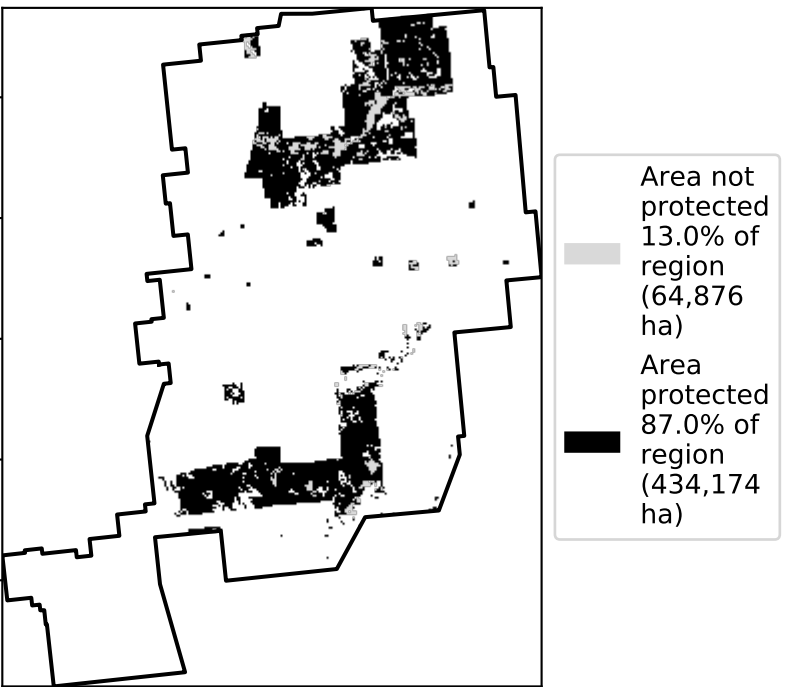 Area not
protected
13.0% of
region
(64,876
ha)
Area
protected
87.0% of
region
(434,174
ha)